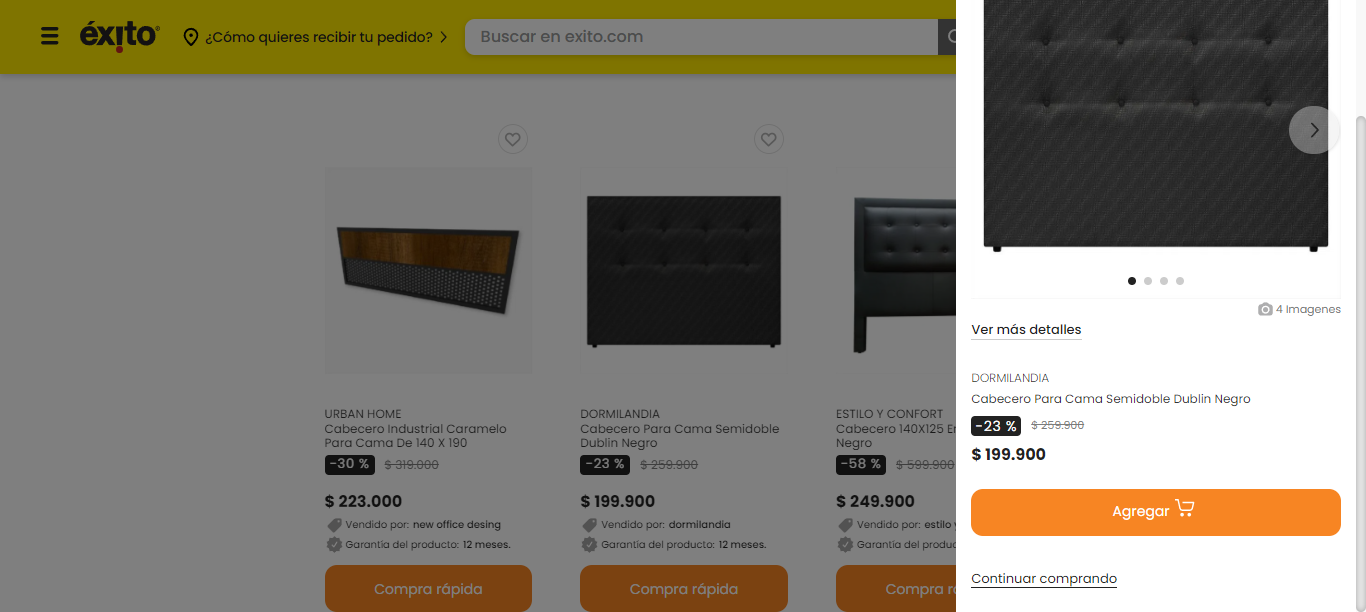 éxito
¿Cómo quieres recibir tu pedido?
Buscar en exito.com
URBAN HOME
Cabecero Industrial Caramelo
Para Cama De 140 X 190
-30 % $ 319.000
$ 223.000
Vendido por: new office desing
Garantía del producto: 12 meses.
Compra rápida
DORMILANDIA
Cabecero Para Cama Semidoble
Dublin Negro
-23 % $ 259.900
$ 199.900
Vendido por: dormilandia
Garantía del producto: 12 meses.
Compra rápida
ESTILO Y CONFORT
Cabecero 140X125 E
Negro
-58 % $ 599.900
$ 249.900
Vendido por: estilo
Garantía del produc
Compra r
4 Imagenes
Ver más detalles
DORMILANDIA
Cabecero Para Cama Semidoble Dublin Negro
-23 % $ 259.900
$ 199.900
Agregar
Continuar comprando